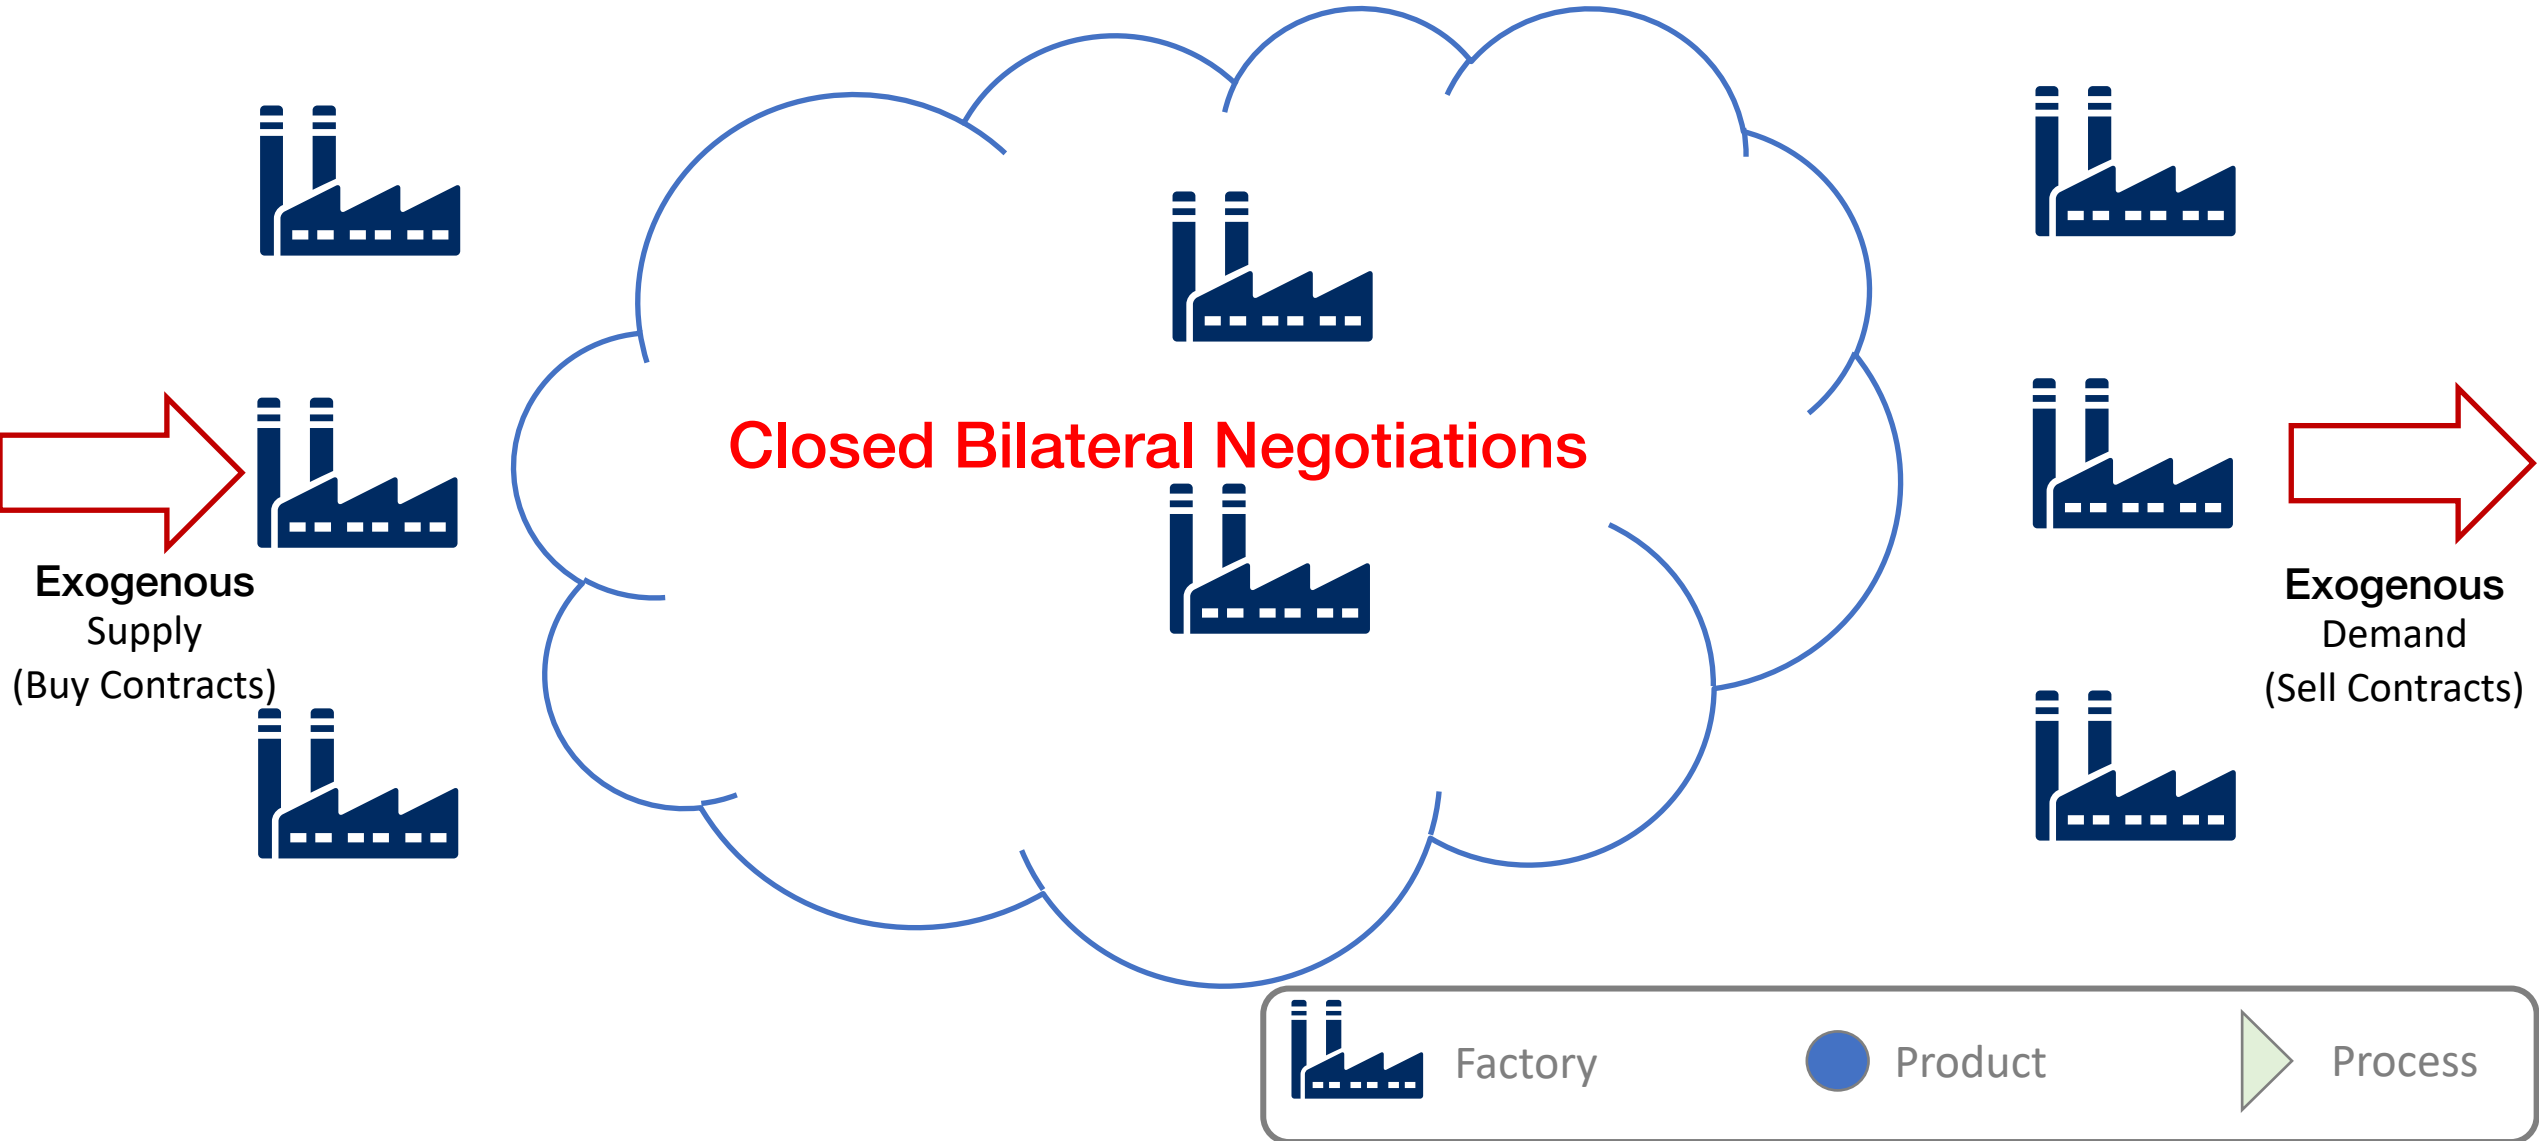 Closed Bilateral Negotiations
Exogenous
Supply
(Buy Contracts)
Exogenous
Demand
(Sell Contracts)
Factory
Product
Process